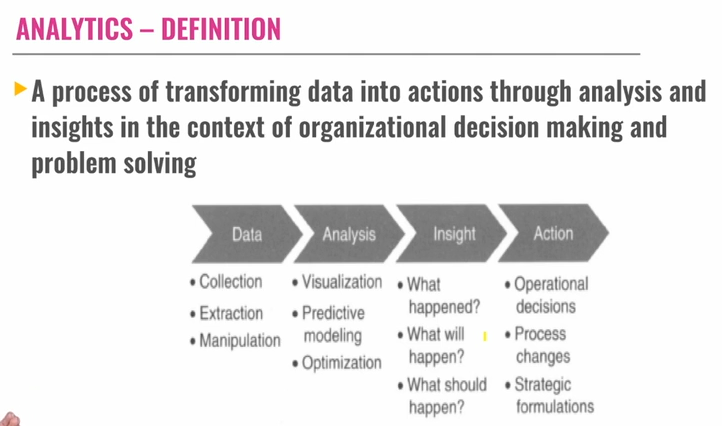 ANALYTICS – DEFINITION
A process of transforming data into actions through analysis and
insights in the context of organizational decision making and
problem solving
Data
Analysis
Insight
Action
• Collection
• Extraction
• Manipulation
• Visualization
• Predictive
modeling
• Optimization
• What
happened?
• What will
happen?
• What should
happen?
• Operational
decisions
• Process
changes
• Strategic
formulations